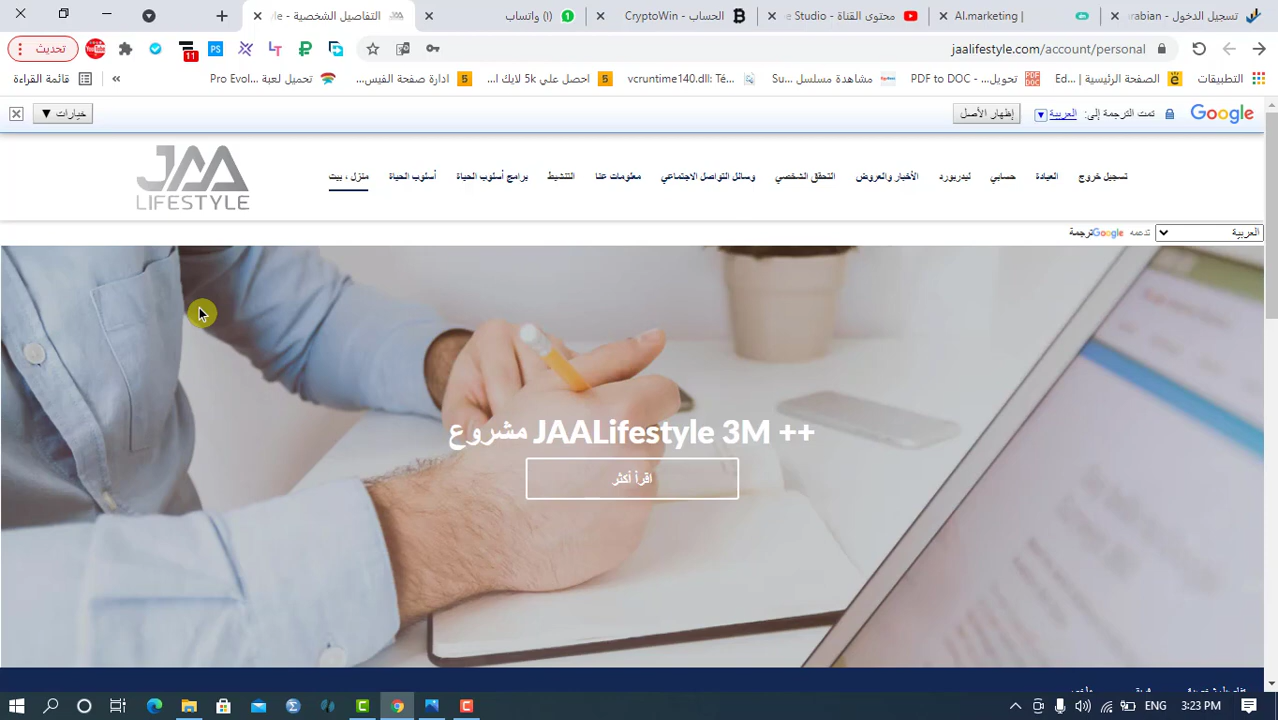 التفاصيل الشخصية - le
(1) واتساب
CryptoWin - الحساب
محتوى القناة - e Studio
AI.marketing |
تسجيل الدخول - arabian
تحديث
11
jaalifestyle.com/account/personal
التطبيقات
الصفحة الرئيسية | Ed...
تحويل... PDF to DOC -
مشاهدة مسلسل Su...
vcruntime140.dll: Té...
احصل علي 5k لايك ا...
ادارة صفحة الفيس...
تحميل لعبة Pro Evol...
قائمة القراءة
Google
تمت الترجمة إلى: العربية
إظهار الأصل
خيارات ▼
JAA
LIFESTYLE
تسجيل خروج
العيادة
حسابي
ليدربورد
الأخبار والعروض
التحقق الشخصي
وسائل التواصل الاجتماعي
معلومات عنا
التنشيط
برامج أسلوب الحياة
أسلوب الحياة
منزل ، بيت
العربية
تدعمه Googleترجمة
مشروع JAALifestyle 3M ++
اقرأ أكثر
ENG
3:23 PM